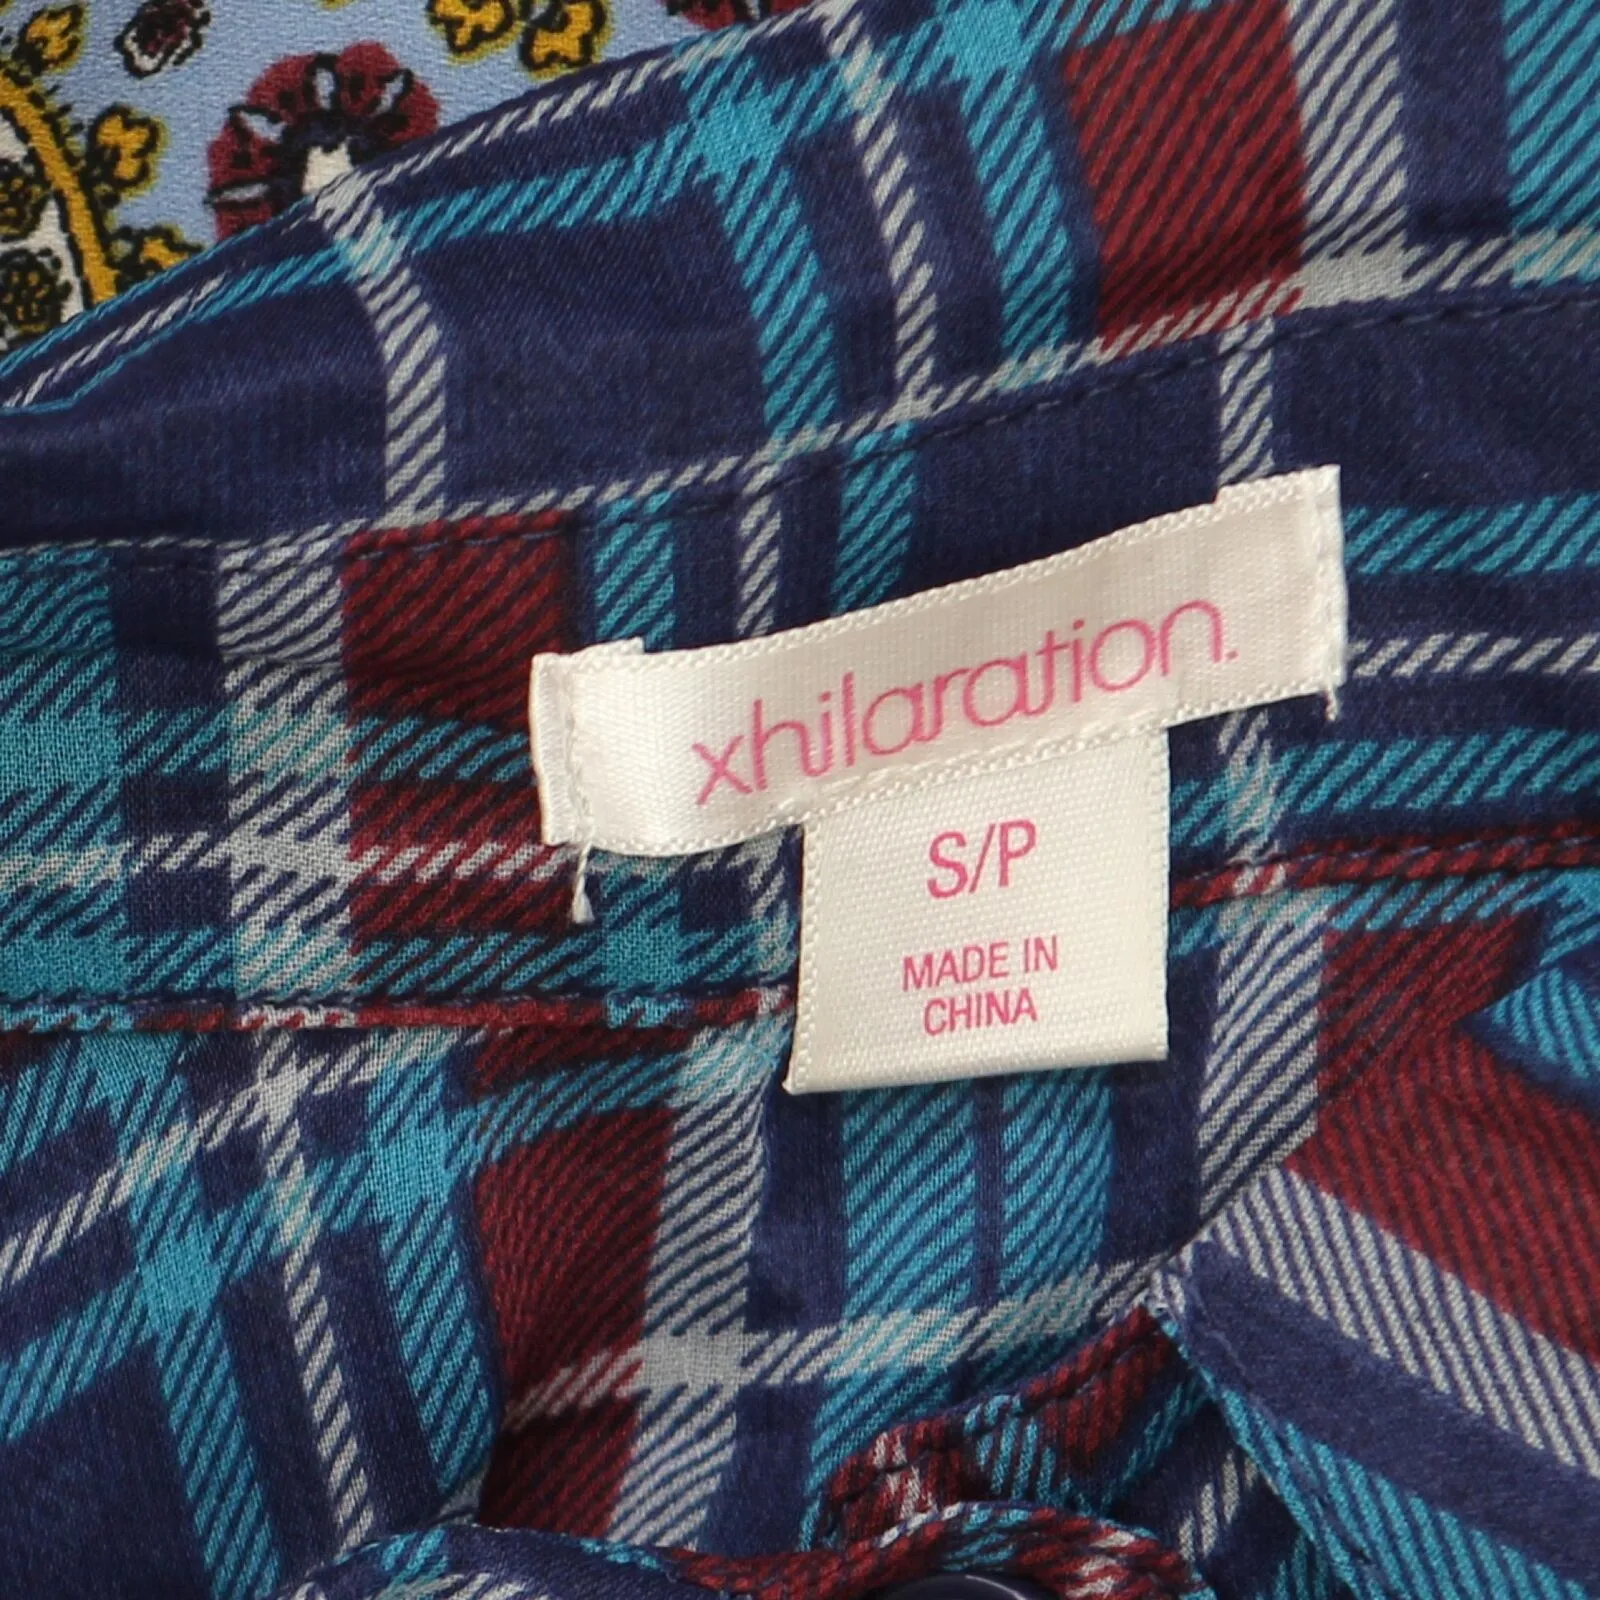 xhilaration.
S/P
MADE IN
CHINA